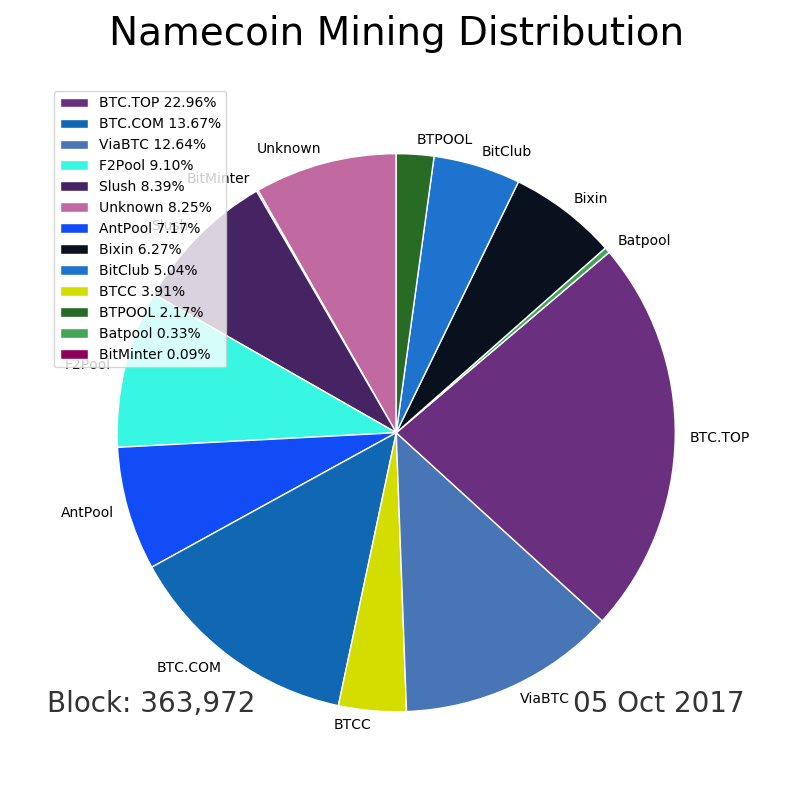 Namecoin Mining Distribution
BTC.TOP 22.96%
BTC.COM 13.67%
ViaBTC 12.64%
F2Pool 9.10%
Slush 8.39%
Unknown 8.25%
AntPool 7.17%
Bixin 6.27%
BitClub 5.04%
BTCC 3.91%
BTPOOL 2.17%
Batpool 0.33%
BitMinter 0.09%
BTPOOL
BitClub
Unknown
BitMinter
Bixin
Slush
Batpool
F2Pool
BTC.TOP
AntPool
BTC.COM
ViaBTC
BTCC
Block: 363,972
05 Oct 2017